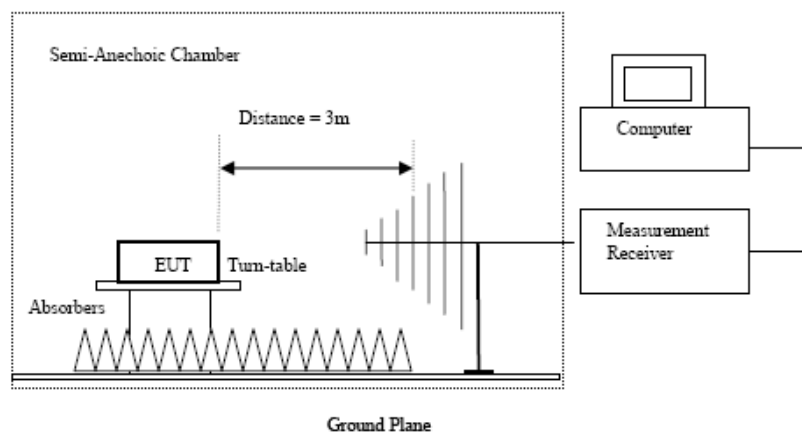 Semi-Anechoic Chamber
Distance = 3m
Computer
Measurement
Receiver
EUT
Turn-table
Absorbers
Ground Plane